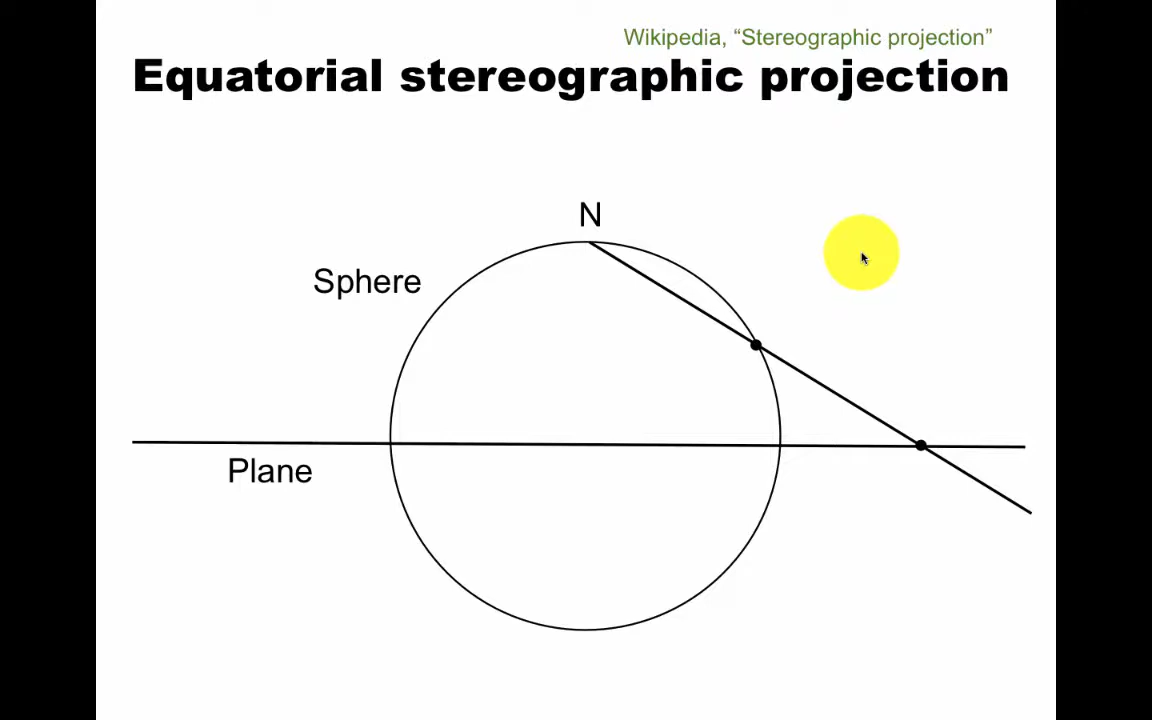 Wikipedia, “Stereographic projection”
Equatorial stereographic projection
N
Sphere
Plane